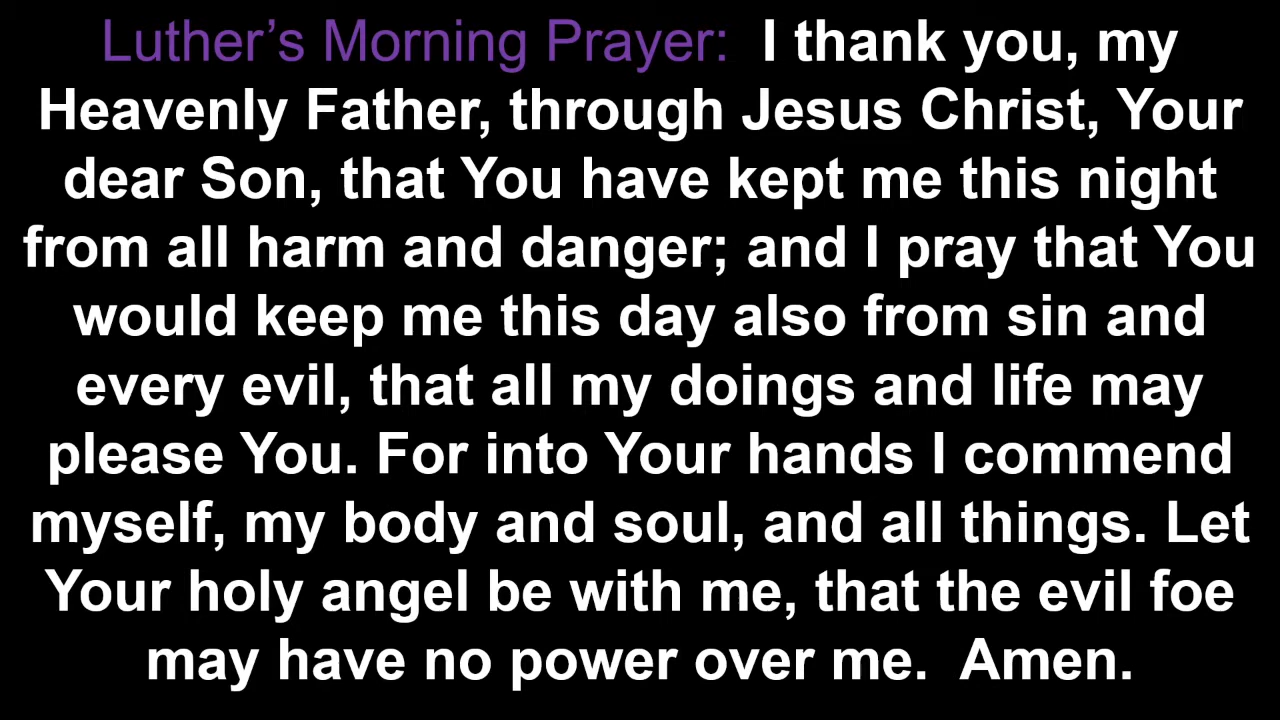 Luther’s Morning Prayer:  I thank you, my
Heavenly Father, through Jesus Christ, Your
dear Son, that You have kept me this night
from all harm and danger; and I pray that You
would keep me this day also from sin and
every evil, that all my doings and life may
please You. For into Your hands I commend
myself, my body and soul, and all things. Let
Your holy angel be with me, that the evil foe
may have no power over me.  Amen.